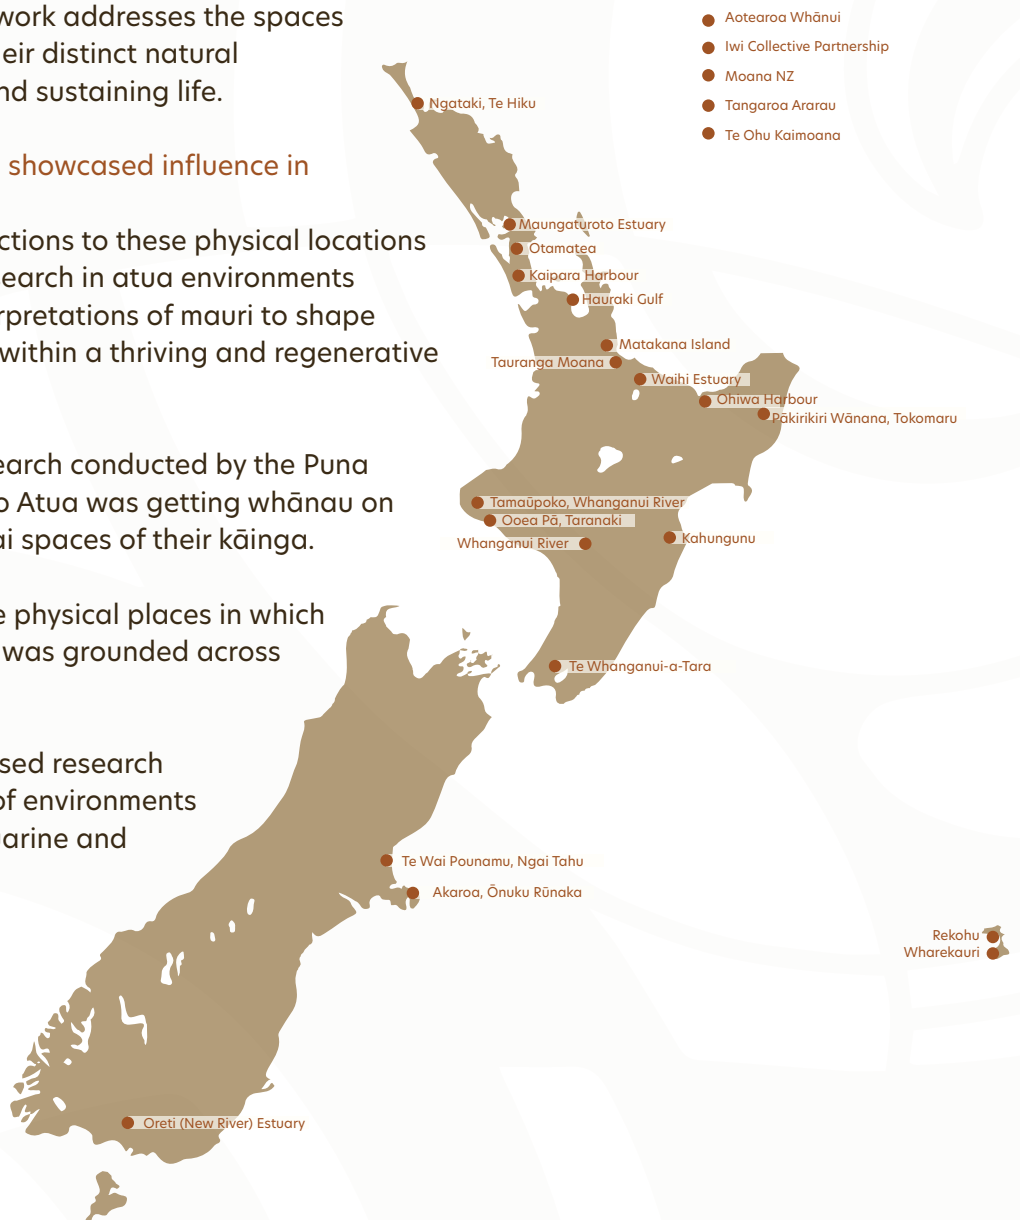 work addresses the spaces
eir distinct natural
nd sustaining life.
showcased influence in
ctions to these physical locations
search in atua environments
rpretations of mauri to shape
within a thriving and regenerative
earch conducted by the Puna
o Atua was getting whānau on
ai spaces of their kāinga.
e physical places in which
was grounded across
sed research
of environments
uarine and
Aotearoa Whānui
Iwi Collective Partnership
Moana NZ
Tangaroa Ararau
Te Ohu Kaimoana
Ngataki, Te Hiku
Maungaturoto Estuary
Otamatea
Kaipara Harbour
Hauraki Gulf
Matakana Island
Tauranga Moana
Waihi Estuary
Ohiwa Harbour
Pākirikiri Wānana, Tokomaru
Tamaūpoko, Whanganui River
Ooea Pā, Taranaki
Whanganui River
Kahungunu
Te Whanganui-a-Tara
Te Wai Pounamu, Ngai Tahu
Akaroa, Ōnuku Rūnaka
Rekohu
Wharekauri
Oreti (New River) Estuary